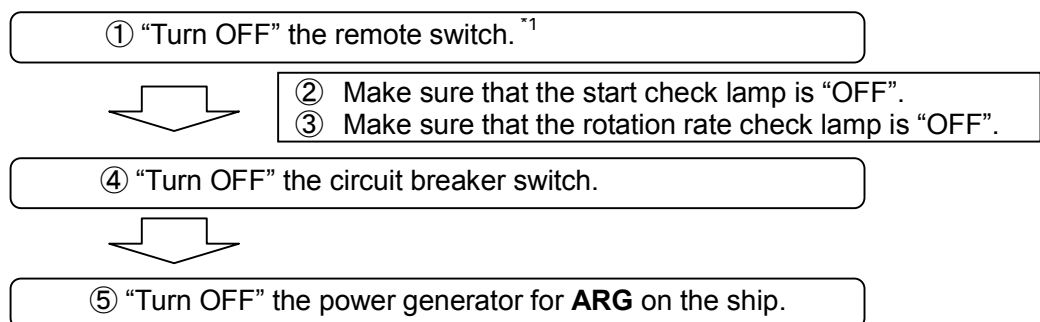 ① “Turn OFF” the remote switch. *1
② Make sure that the start check lamp is “OFF”.
③ Make sure that the rotation rate check lamp is “OFF”.
④ “Turn OFF” the circuit breaker switch.
⑤ “Turn OFF” the power generator for ARG on the ship.